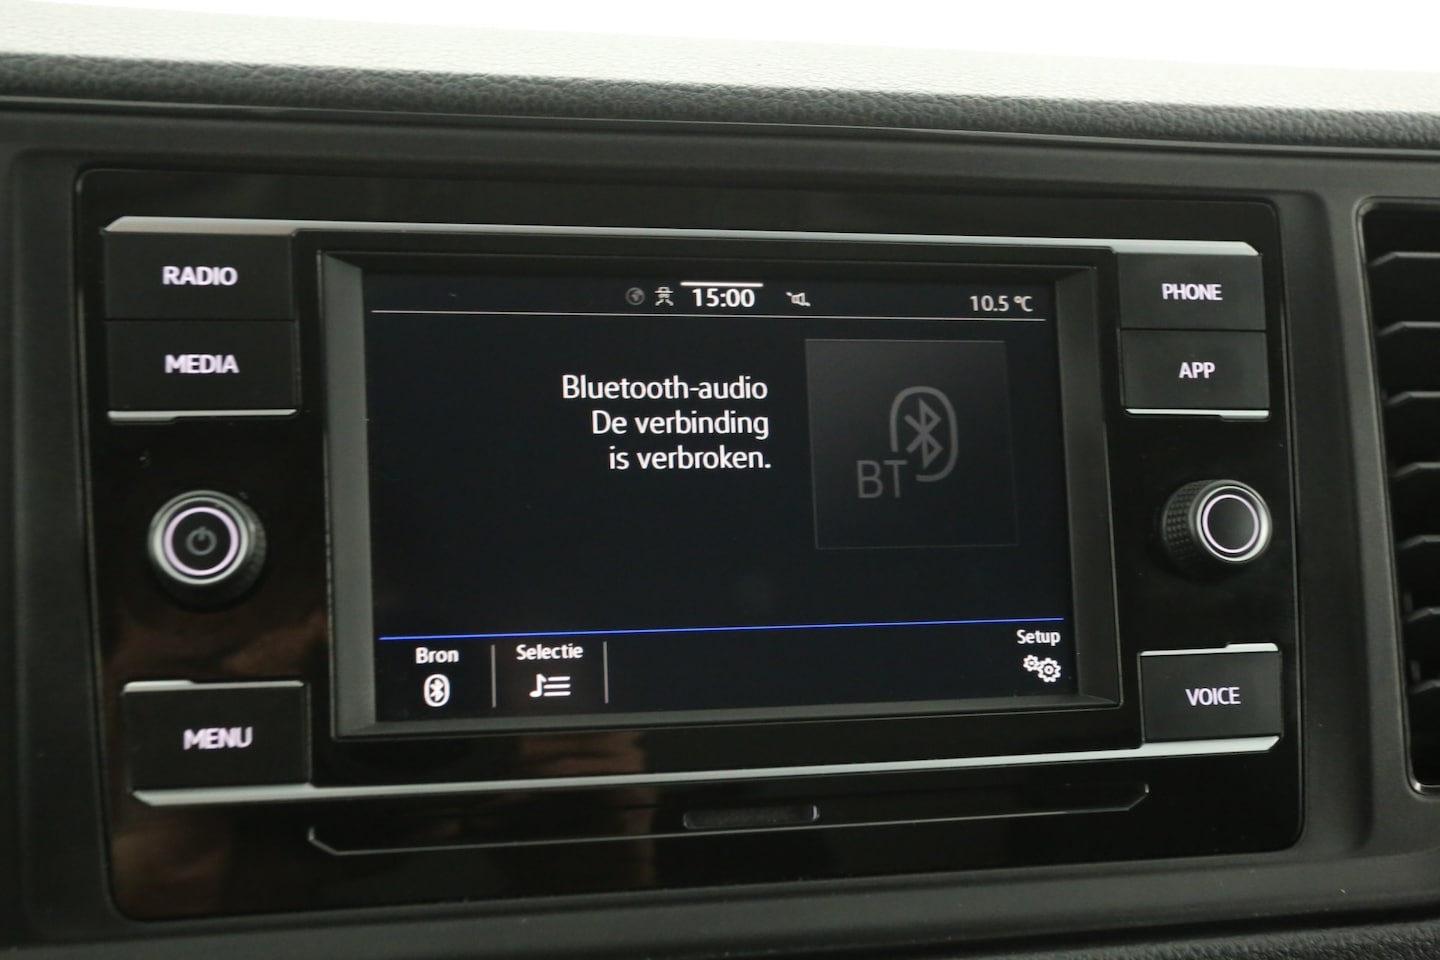 RADIO
MEDIA
MENU
15:00
10.5 °C
Bluetooth-audio
De verbinding
is verbroken.
BT
Bron
Selectie
Setup
PHONE
APP
VOICE